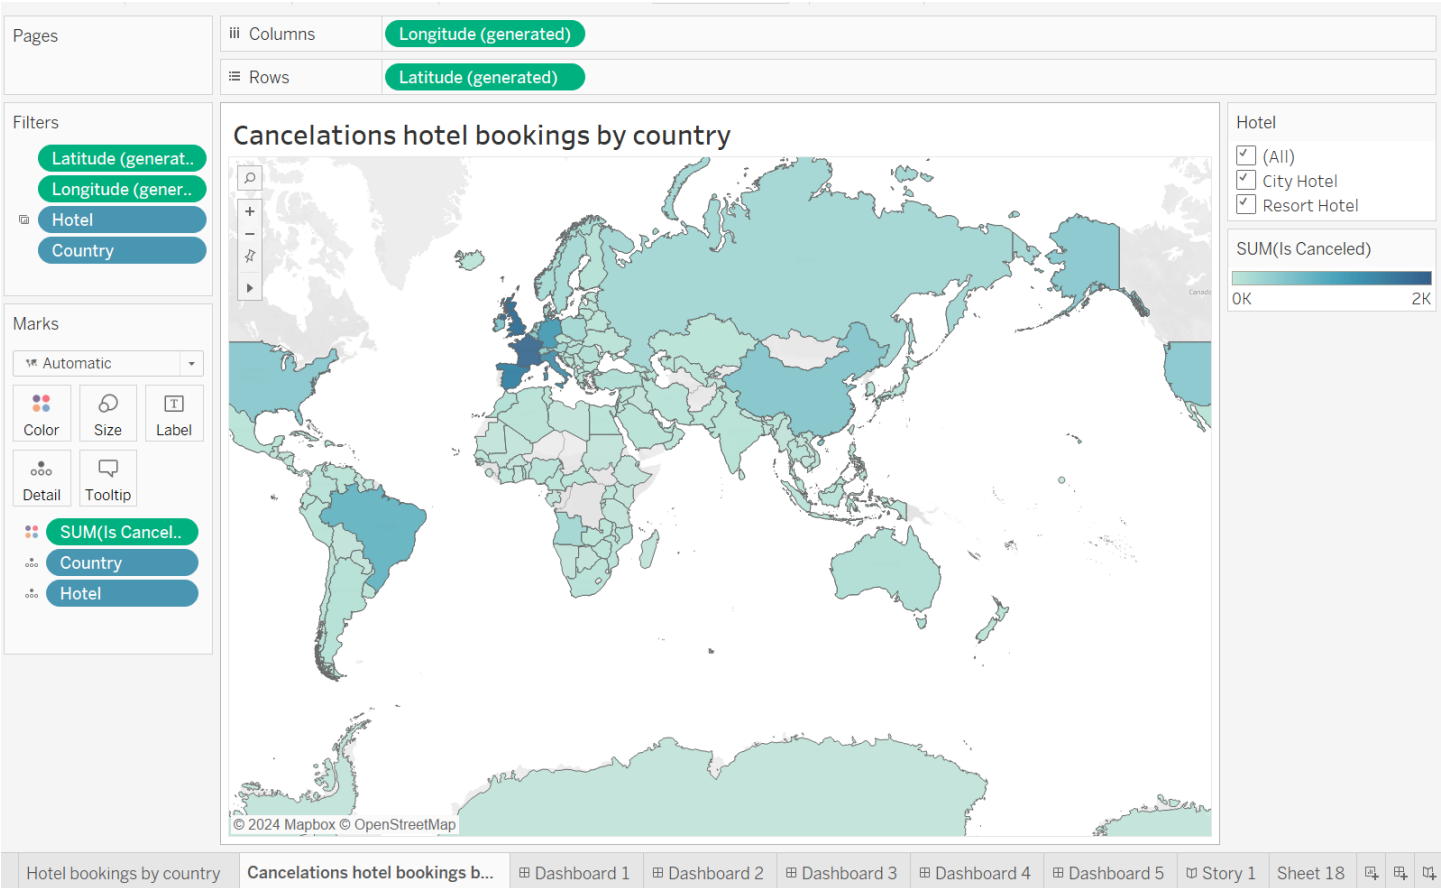 Pages
Columns
Longitude (generated)
Rows
Latitude (generated)
Filters
Latitude (generat..
Longitude (gener..
Hotel
Country
Marks
Automatic
Color
Size
T
Label
Detail
Tooltip
SUM(Is Cancel..
Country
Hotel
Cancelations hotel bookings by country
Canada
© 2024 Mapbox © OpenStreetMap
Hotel
(All)
City Hotel
Resort Hotel
SUM(Is Canceled)
0K 2K
Hotel bookings by country
Cancelations hotel bookings b...
Dashboard 1
Dashboard 2
Dashboard 3
Dashboard 4
Dashboard 5
Story 1
Sheet 18